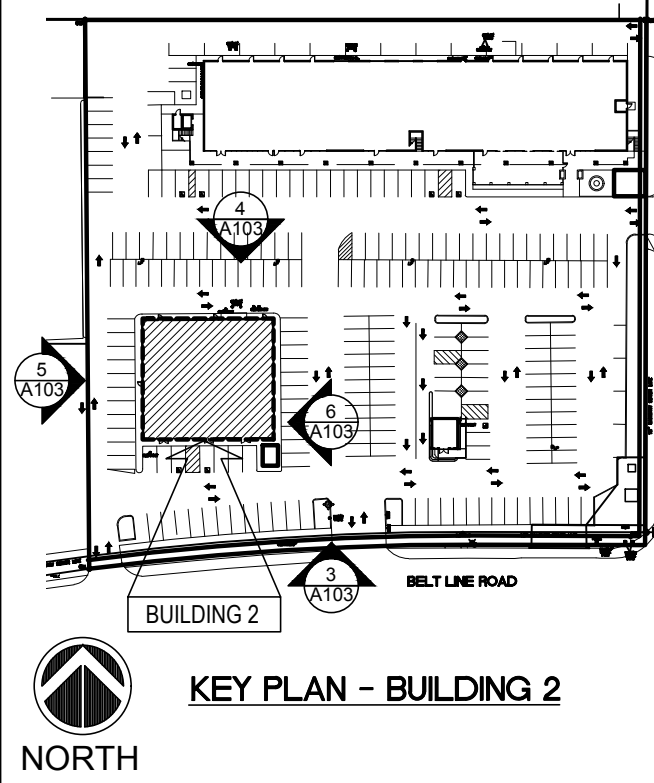 4
A103
5
A103
6
A103
3
A103
BELT LINE ROAD
BUILDING 2
KEY PLAN - BUILDING 2
NORTH